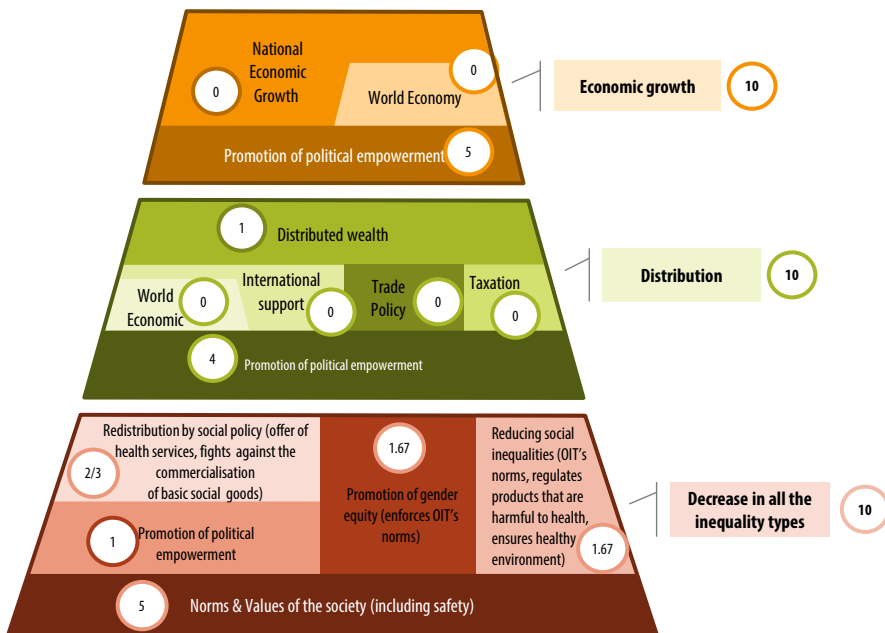 National
Economic
Growth
0
0
World Economy
Promotion of political empowerment
5
Economic growth
10
1
Distributed wealth
World
Economic
0
International
support
0
Trade
Policy
0
Taxation
0
4
Promotion of political empowerment
Distribution
10
Redistribution by social policy (offer of
health services, fights against the
commercialisation
of basic social goods)
2/3
1
Promotion of political
empowerment
1.67
Promotion of gender
equity (enforces OIT's
norms)
Reducing social
inequalities (OIT's
norms, regulates
products that are
harmful to health,
ensures healthy
environment)
1.67
5
Norms & Values of the society (including safety)
Decrease in all the
inequality types
10